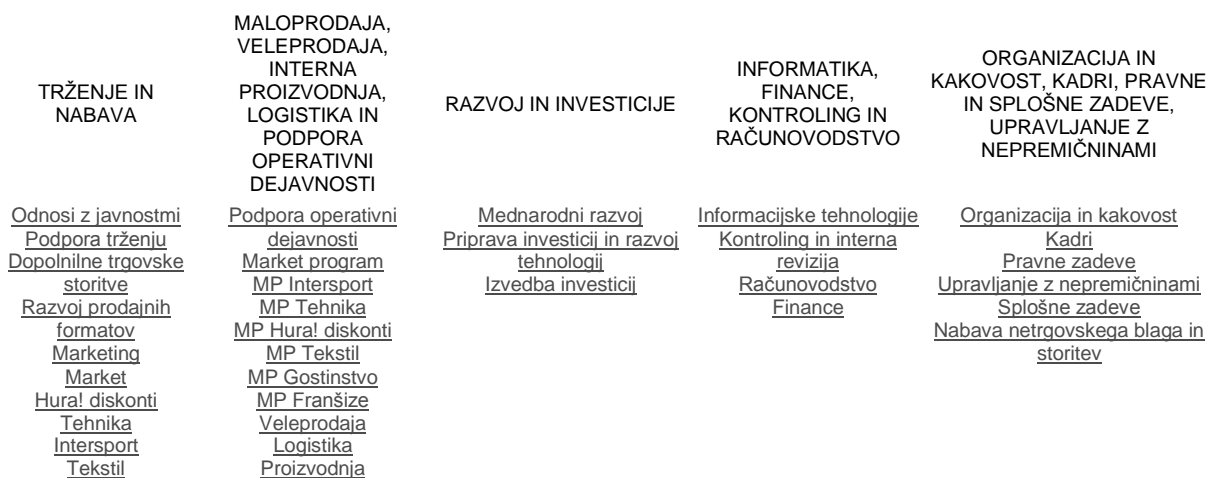 TRŽENJE IN
NABAVA
MALOPRODAJA,
VELEPRODAJA,
INTERNA
PROIZVODNJA,
LOGISTIKA IN
PODPORA
OPERATIVNI
DEJAVNOSTI
RAZVOJ IN INVESTICIJE
INFORMATIKA,
FINANCE,
KONTROLING IN
RAČUNOVODSTVO
ORGANIZACIJA IN
KAKOVOST, KADRI, PRAVNE
IN SPLOŠNE ZADEVE,
UPRAVLJANJE Z
NEPREMIČNINAMI
Odnosi z javnostmi
Podpora trženju
Dopolnilne trgovske
storitve
Razvoj prodajnih
formatov
Marketing
Market
Hura! diskonti
Tehnika
Intersport
Tekstil
Podpora operativni
dejavnosti
Market program
MP Intersport
MP Tehnika
MP Hura! diskonti
MP Tekstil
MP Gostinstvo
MP Franšize
Veleprodaja
Logistika
Proizvodnja
Mednarodni razvoj
Priprava investicij in razvoj
tehnologij
Izvedba investicij
Informacijske tehnologije
Kontroling in interna
revizija
Računovodstvo
Finance
Organizacija in kakovost
Kadri
Pravne zadeve
Upravljanje z nepremičninami
Splošne zadeve
Nabava netrgovskega blaga in
storitev